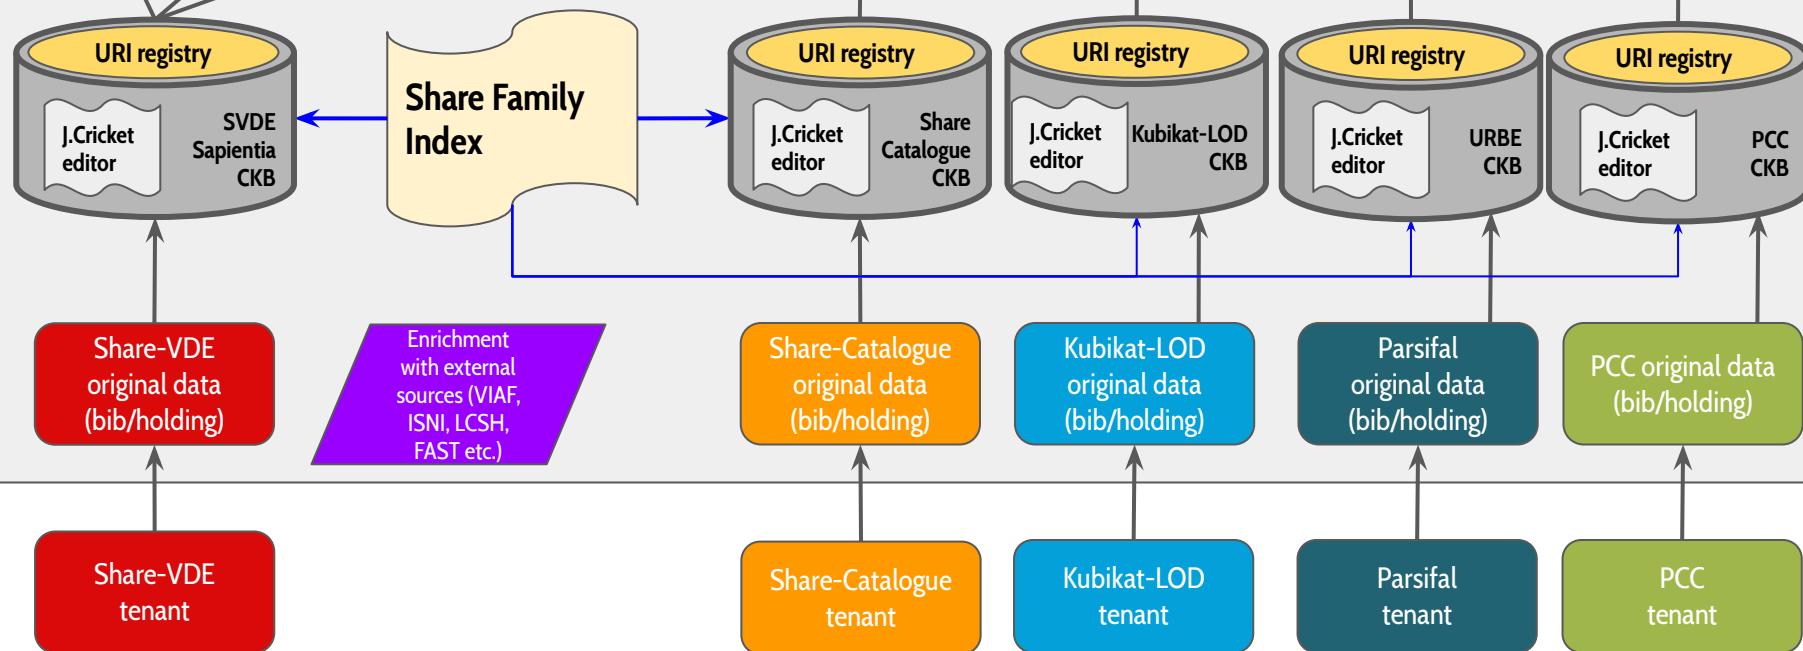 URI registry
J.Cricket
editor
SVDE
Sapientia
CKB
Share Family
Index
URI registry
J.Cricket
editor
Share
Catalogue
CKB
URI registry
J.Cricket
editor
Kubikat-LOD
CKB
URI registry
J.Cricket
editor
URBE
CKB
URI registry
J.Cricket
editor
PCC
CKB
Share-VDE
original data
(bib/holding)
Enrichment
with external
sources (VIAF,
ISNI, LCSH,
FAST etc.)
Share-Catalogue
original data
(bib/holding)
Kubikat-LOD
original data
(bib/holding)
Parsifal
original data
(bib/holding)
PCC original data
(bib/holding)
Share-VDE
tenant
Share-Catalogue
tenant
Kubikat-LOD
tenant
Parsifal
tenant
PCC
tenant